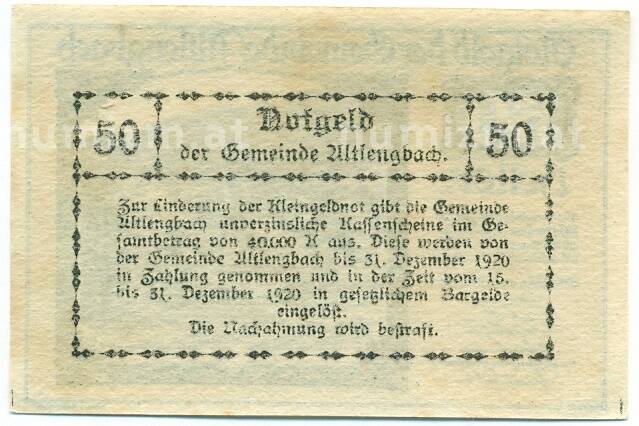 50 Notgeld 50
der Gemeinde Altlengbach.
Zur Linderung der Kleingeldnot gibt die Gemeinde
Altlengbach unverzinsliche Kassenscheine im Ge-
samtbetrag von 40.000 K aus. Diese werden von
der Gemeinde Altlengbach bis 31. Dezember 1920
in Zahlung genommen und in der Zeit vom 15.
bis 31. Dezember 1920 in gesetzlichem Bargelde
eingelöst.
Die Nachahmung wird bestraft.